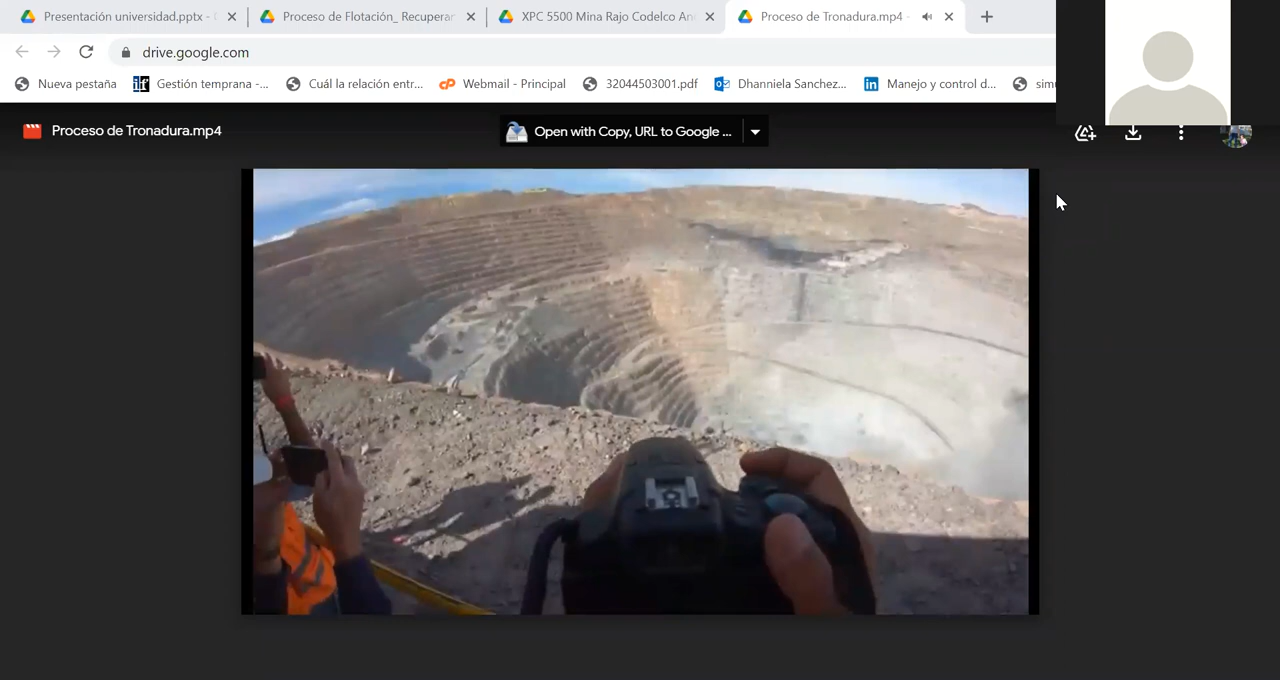 Presentación universidad.pptx -
Proceso de Flotación_ Recuperar
XPC 5500 Mina Rajo Codelco An
Proceso de Tronadura.mp4 -
drive.google.com
Nueva pestaña
Gestión temprana -...
Cuál la relación entr...
Webmail - Principal
32044503001.pdf
Dhanniela Sanchez...
Manejo y control d...
simu
Proceso de Tronadura.mp4
Open with Copy, URL to Google ...